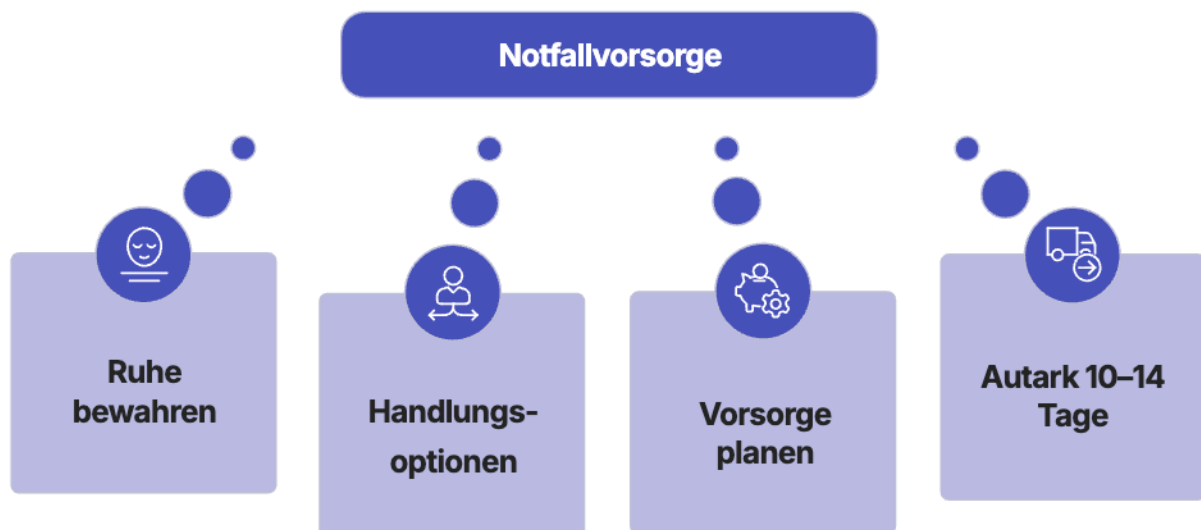 Notfallvorsorge
Ruhe
bewahren
Handlungs-
optionen
Vorsorge
planen
Autark 10–14
Tage